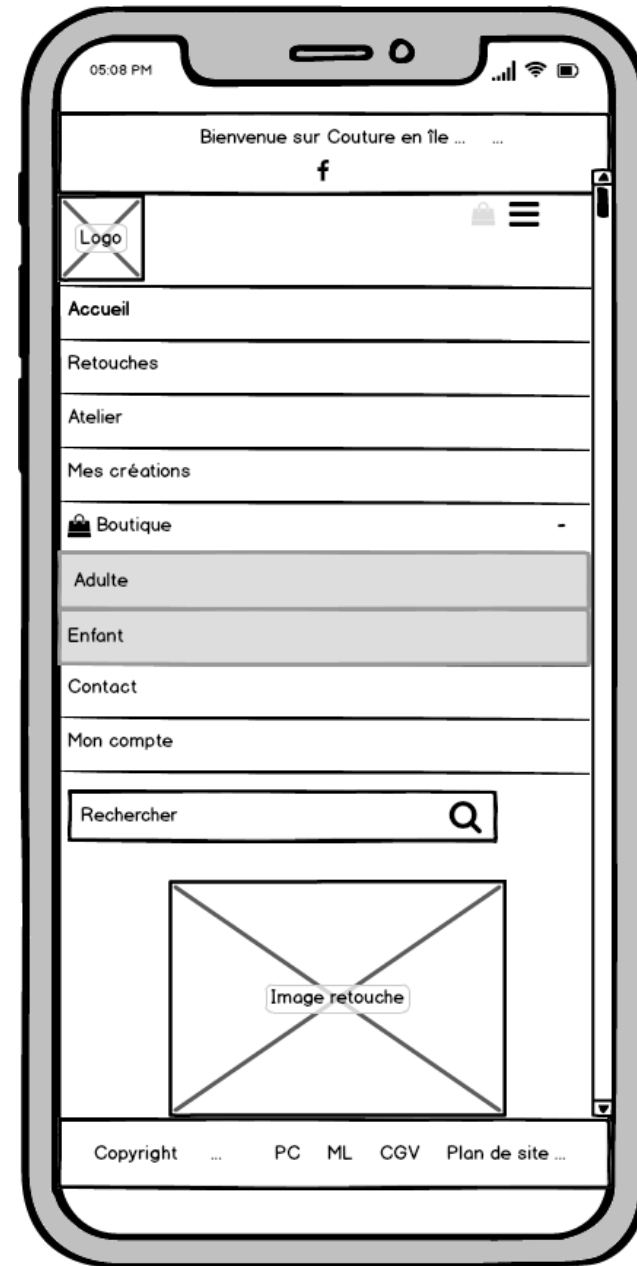 05:08 PM
Bienvenue sur Couture en île ... ...
f
Logo
Accueil
Retouches
Atelier
Mes créations
Boutique -
Adulte
Enfant
Contact
Mon compte
Rechercher
Image retouche
Copyright ... PC ML CGV Plan de site ...